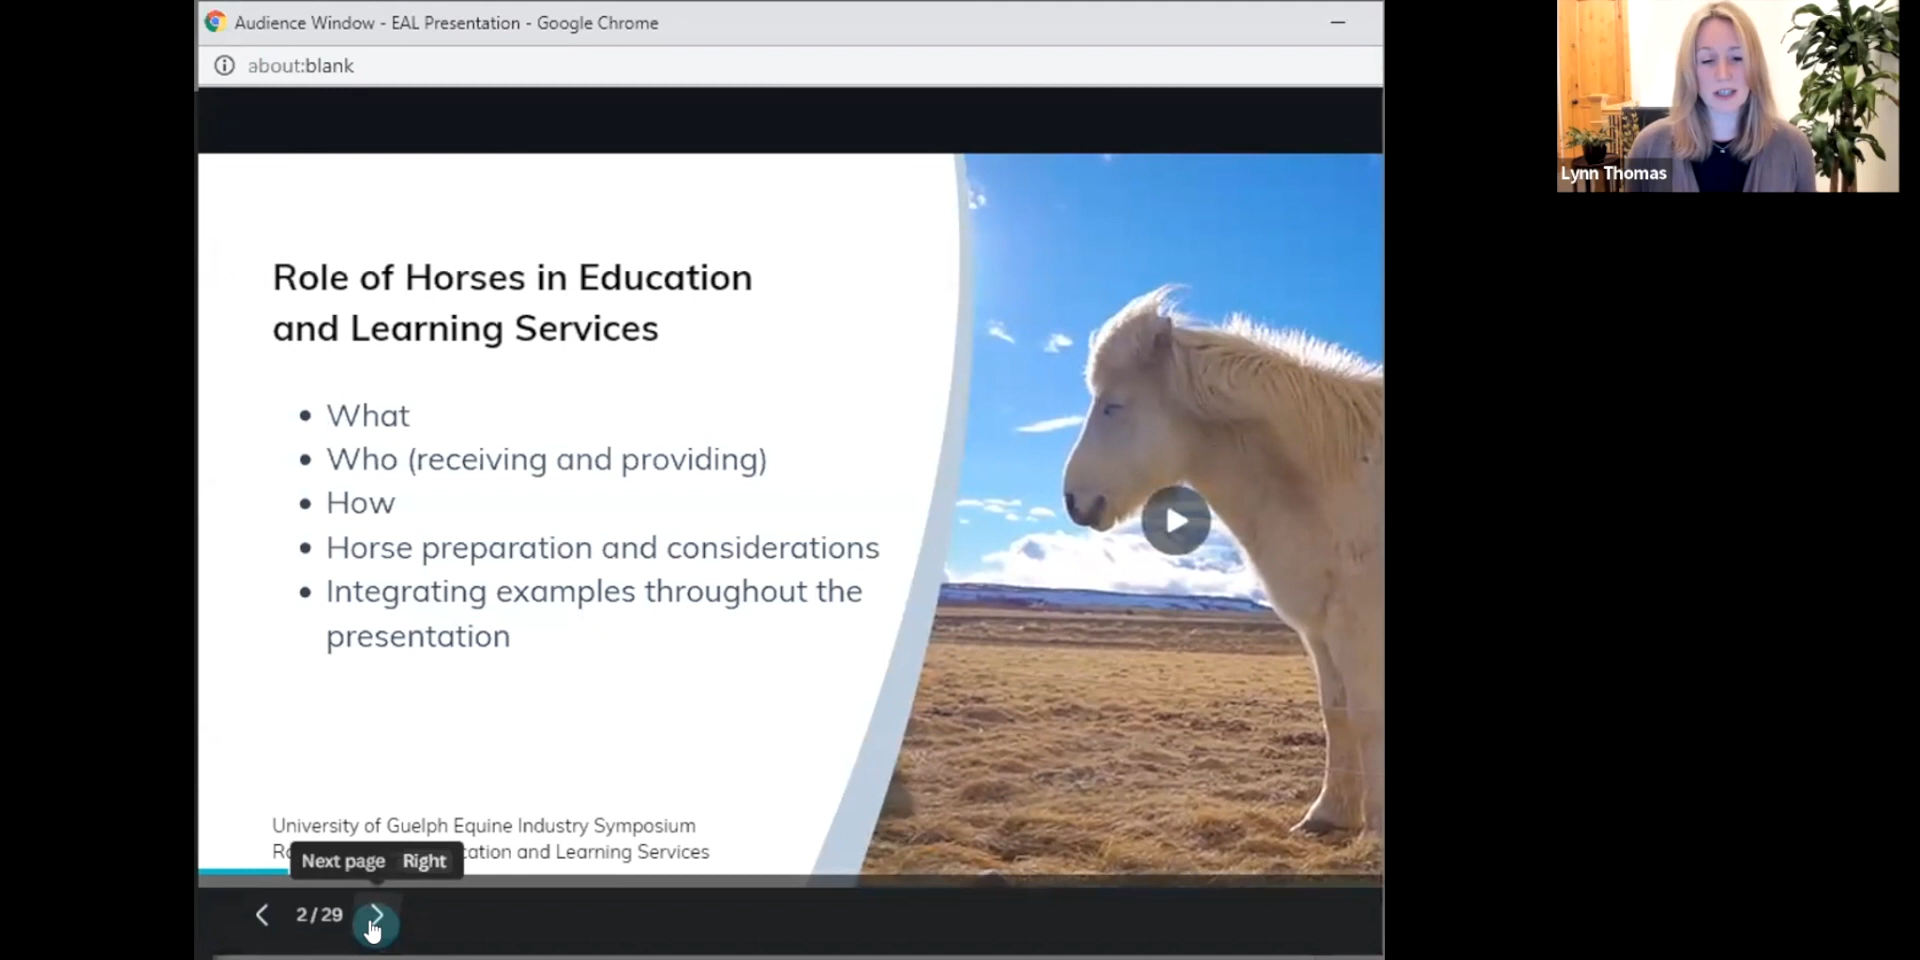 Audience Window - EAL Presentation - Google Chrome
about:blank
Lynn Thomas
Role of Horses in Education
and Learning Services
• What
• Who (receiving and providing)
• How
• Horse preparation and considerations
• Integrating examples throughout the
presentation
University of Guelph Equine Industry Symposium
cation and Learning Services
Next page Right
2 / 29